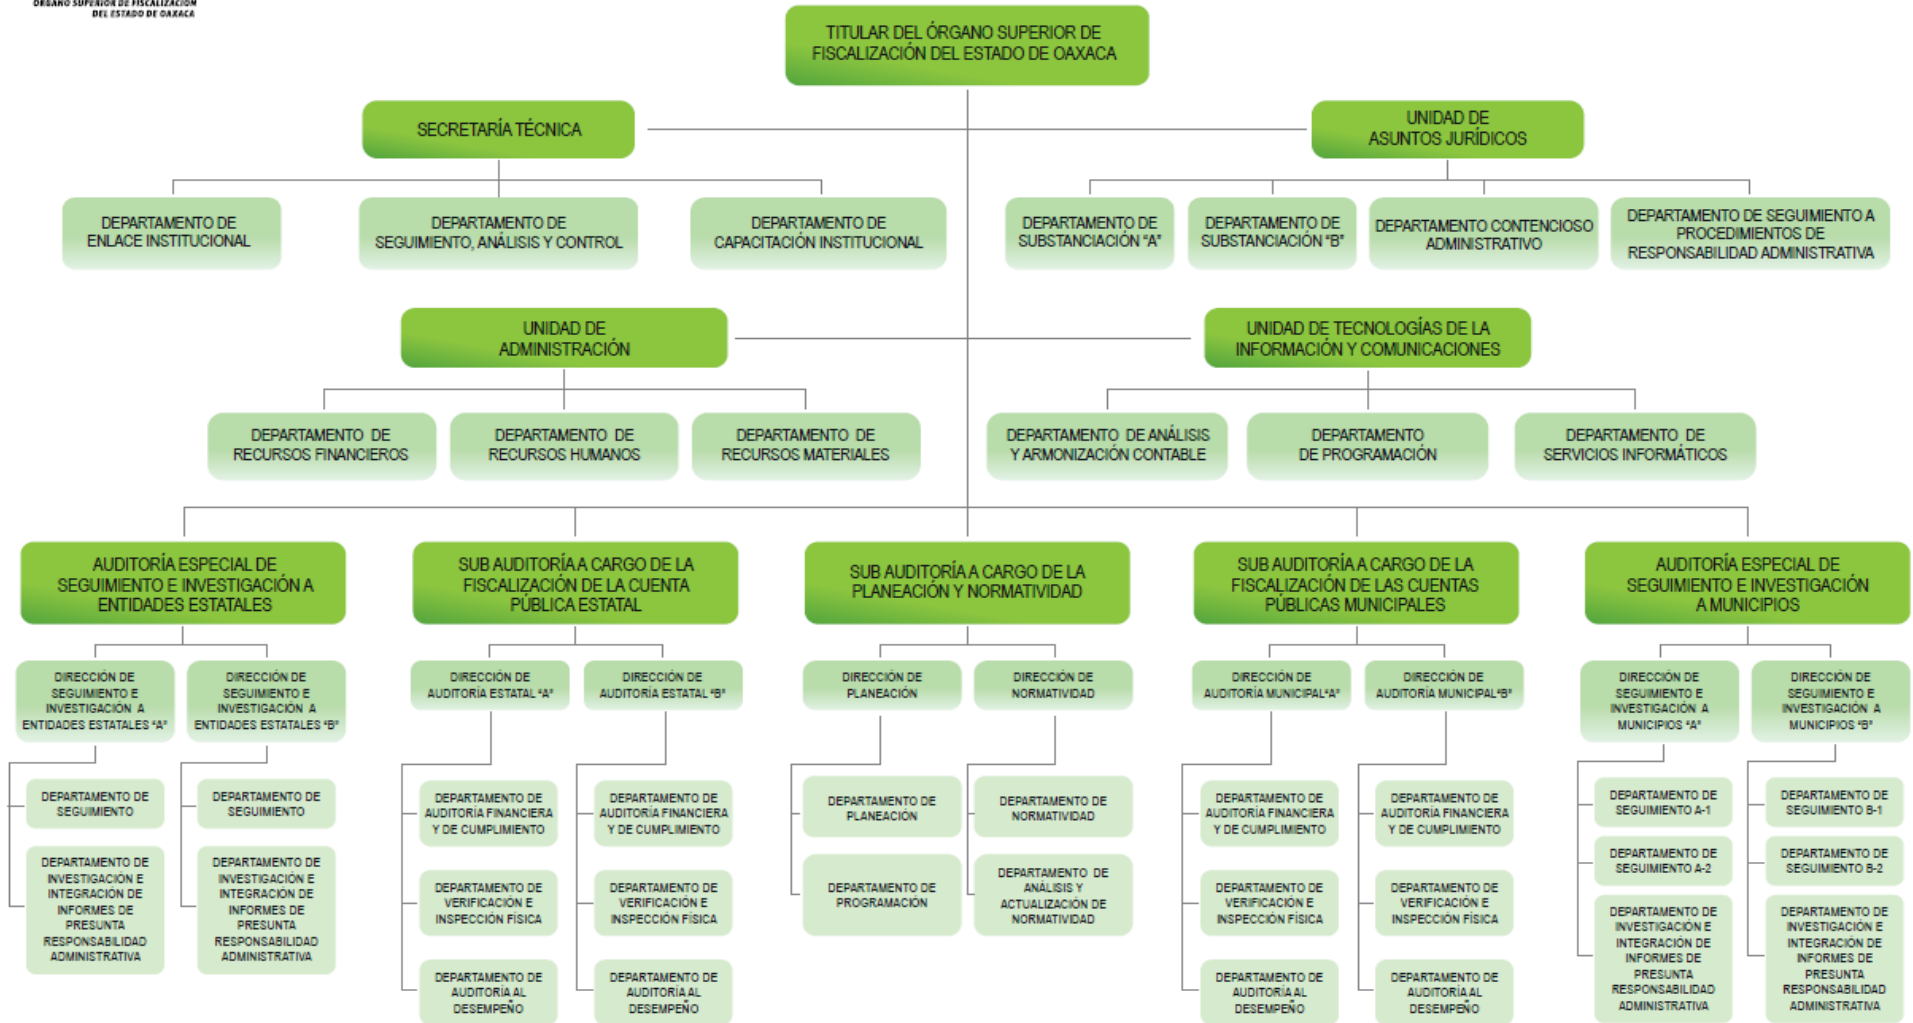 ÓRGANO SUPERIOR DE FISCALIZACIÓN
DEL ESTADO DE OAXACA
TITULAR DEL ÓRGANO SUPERIOR DE
FISCALIZACIÓN DEL ESTADO DE OAXACA
SECRETARÍA TÉCNICA
UNIDAD DE
ASUNTOS JURÍDICOS
DEPARTAMENTO DE
ENLACE INSTITUCIONAL
DEPARTAMENTO DE
SEGUIMIENTO, ANÁLISIS Y CONTROL
DEPARTAMENTO DE
CAPACITACIÓN INSTITUCIONAL
DEPARTAMENTO DE
SUBSTANCIACIÓN "A"
DEPARTAMENTO DE
SUBSTANCIACIÓN "B"
DEPARTAMENTO CONTENCIOSO
ADMINISTRATIVO
DEPARTAMENTO DE SEGUIMIENTO A
PROCEDIMIENTOS DE
RESPONSABILIDAD ADMINISTRATIVA
UNIDAD DE
ADMINISTRACIÓN
UNIDAD DE TECNOLOGÍAS DE LA
INFORMACIÓN Y COMUNICACIONES
DEPARTAMENTO DE
RECURSOS FINANCIEROS
DEPARTAMENTO DE
RECURSOS HUMANOS
DEPARTAMENTO DE
RECURSOS MATERIALES
DEPARTAMENTO DE ANÁLISIS
Y ARMONIZACIÓN CONTABLE
DEPARTAMENTO
DE PROGRAMACIÓN
DEPARTAMENTO DE
SERVICIOS INFORMÁTICOS
AUDITORÍA ESPECIAL DE
SEGUIMIENTO E INVESTIGACIÓN A
ENTIDADES ESTATALES
SUB AUDITORÍA A CARGO DE LA
FISCALIZACIÓN DE LA CUENTA
PÚBLICA ESTATAL
SUB AUDITORÍA A CARGO DE LA
PLANEACIÓN Y NORMATIVIDAD
SUB AUDITORÍA A CARGO DE LA
FISCALIZACIÓN DE LAS CUENTAS
PÚBLICAS MUNICIPALES
AUDITORÍA ESPECIAL DE
SEGUIMIENTO E INVESTIGACIÓN
A MUNICIPIOS
DIRECCIÓN DE
SEGUIMIENTO E
INVESTIGACIÓN A
ENTIDADES ESTATALES "A"
DIRECCIÓN DE
SEGUIMIENTO E
INVESTIGACIÓN A
ENTIDADES ESTATALES "B"
DIRECCIÓN DE
AUDITORÍA ESTATAL "A"
DIRECCIÓN DE
AUDITORÍA ESTATAL "B"
DIRECCIÓN DE
PLANEACIÓN
DIRECCIÓN DE
NORMATIVIDAD
DIRECCIÓN DE
AUDITORÍA MUNICIPAL"A"
DIRECCIÓN DE
AUDITORÍA MUNICIPAL"B"
DIRECCIÓN DE
SEGUIMIENTO E
INVESTIGACIÓN A
MUNICIPIOS "A"
DIRECCIÓN DE
SEGUIMIENTO E
INVESTIGACIÓN A
MUNICIPIOS "B"
DEPARTAMENTO DE
SEGUIMIENTO
DEPARTAMENTO DE
SEGUIMIENTO
DEPARTAMENTO DE
AUDITORÍA FINANCIERA
Y DE CUMPLIMIENTO
DEPARTAMENTO DE
AUDITORÍA FINANCIERA
Y DE CUMPLIMIENTO
DEPARTAMENTO DE
PLANEACIÓN
DEPARTAMENTO DE
NORMATIVIDAD
DEPARTAMENTO DE
AUDITORÍA FINANCIERA
Y DE CUMPLIMIENTO
DEPARTAMENTO DE
AUDITORÍA FINANCIERA
Y DE CUMPLIMIENTO
DEPARTAMENTO DE
SEGUIMIENTO A-1
DEPARTAMENTO DE
SEGUIMIENTO B-1
DEPARTAMENTO DE
INVESTIGACIÓN E
INTEGRACIÓN DE
INFORMES DE
PRESUNTA
RESPONSABILIDAD
ADMINISTRATIVA
DEPARTAMENTO DE
INVESTIGACIÓN E
INTEGRACIÓN DE
INFORMES DE
PRESUNTA
RESPONSABILIDAD
ADMINISTRATIVA
DEPARTAMENTO DE
VERIFICACIÓN E
INSPECCIÓN FÍSICA
DEPARTAMENTO DE
VERIFICACIÓN E
INSPECCIÓN FÍSICA
DEPARTAMENTO DE
PROGRAMACIÓN
DEPARTAMENTO DE
ANÁLISIS Y
ACTUALIZACIÓN DE
NORMATIVIDAD
DEPARTAMENTO DE
VERIFICACIÓN E
INSPECCIÓN FÍSICA
DEPARTAMENTO DE
VERIFICACIÓN E
INSPECCIÓN FÍSICA
DEPARTAMENTO DE
SEGUIMIENTO A-2
DEPARTAMENTO DE
SEGUIMIENTO B-2
DEPARTAMENTO DE
AUDITORÍA AL
DESEMPEÑO
DEPARTAMENTO DE
AUDITORÍA AL
DESEMPEÑO
DEPARTAMENTO DE
AUDITORÍA AL
DESEMPEÑO
DEPARTAMENTO DE
AUDITORÍA AL
DESEMPEÑO
DEPARTAMENTO DE
INVESTIGACIÓN E
INTEGRACIÓN DE
INFORMES DE
PRESUNTA
RESPONSABILIDAD
ADMINISTRATIVA
DEPARTAMENTO DE
INVESTIGACIÓN E
INTEGRACIÓN DE
INFORMES DE
PRESUNTA
RESPONSABILIDAD
ADMINISTRATIVA